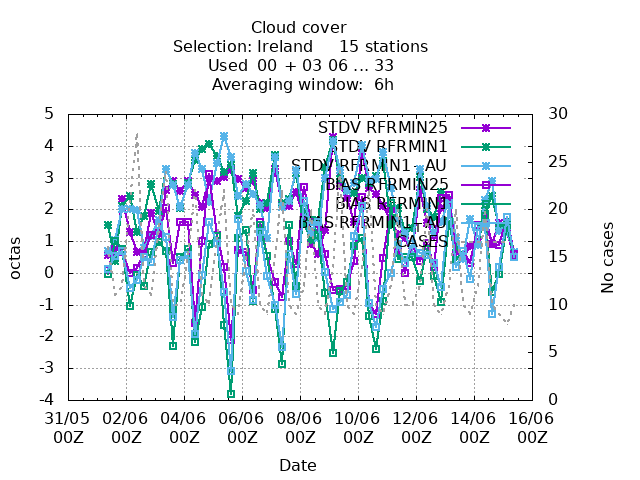 Cloud cover
Selection: Ireland 15 stations
Used 00 + 03 06 ... 33
Averaging window: 6h
5 30
4 25
3
2 20
1 15
0
-1 10
-2
-3 5
-4 0
octas
No cases
STDV RFRMIN25
STDV RFRMIN1
STDV RFRMIN1+AU
BIAS RFRMIN25
BIAS RFRMIN1
BIAS RFRMIN1+AU
CASES
31/05 02/06 04/06 06/06 08/06 10/06 12/06 14/06 16/06
00Z 00Z 00Z 00Z 00Z 00Z 00Z 00Z 00Z
Date